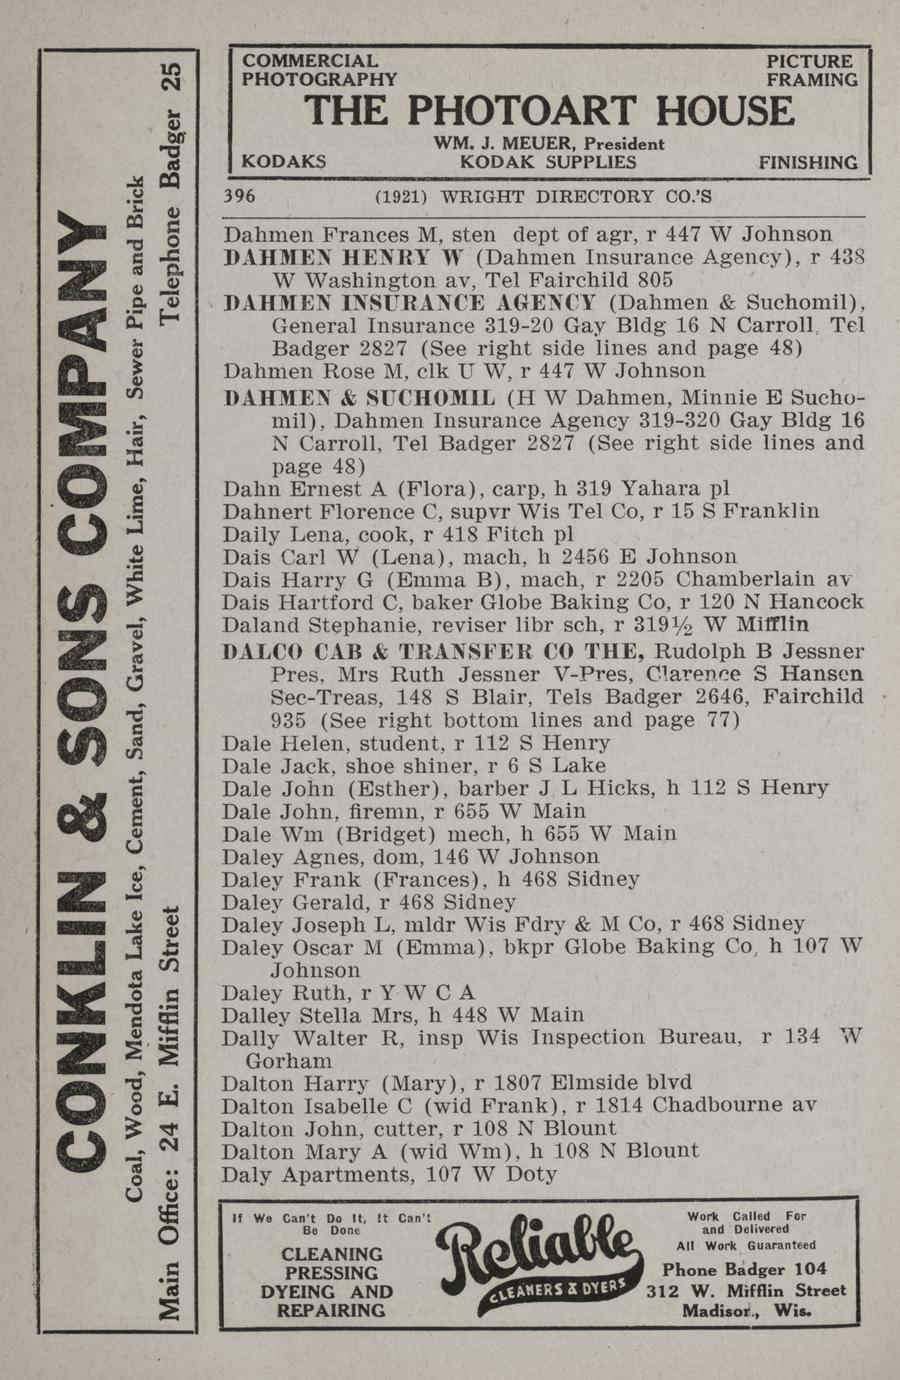 COMMERCIAL PHOTOGRAPHY
PICTURE FRAMING
THE PHOTOART HOUSE
WM. J. MEUER, President
KODAKS KODAK SUPPLIES FINISHING
396 (1921) WRIGHT DIRECTORY CO.'S
Dahmen Frances M, sten dept of agr, r 447 W Johnson
DAHMEN HENRY W (Dahmen Insurance Agency), r 438
W Washington av, Tel Fairchild 805
DAHMEN INSURANCE AGENCY (Dahmen & Suchomil),
General Insurance 319-20 Gay Bldg 16 N Carroll, Tel
Badger 2827 (See right side lines and page 48)
Dahmen Rose M, clk U W, r 447 W Johnson
DAHMEN & SUCHOMIL (H W Dahmen, Minnie E Sucho-
mil), Dahmen Insurance Agency 319-320 Gay Bldg 16
N Carroll, Tel Badger 2827 (See right side lines and
page 48)
Dahn Ernest A (Flora), carp, h 319 Yahara pl
Dahnert Florence C, supvr Wis Tel Co, r 15 S Franklin
Daily Lena, cook, r 418 Fitch pl
Dais Carl W (Lena), mach, h 2456 E Johnson
Dais Harry G (Emma B), mach, r 2205 Chamberlain av
Dais Hartford C, baker Globe Baking Co, r 120 N Hancock
Daland Stephanie, reviser libr sch, r 319½ W Mifflin
DALCO CAB & TRANSFER CO THE, Rudolph B Jessner
Pres, Mrs Ruth Jessner V-Pres, Clarence S Hansen
Sec-Treas, 148 S Blair, Tels Badger 2646, Fairchild
935 (See right bottom lines and page 77)
Dale Helen, student, r 112 S Henry
Dale Jack, shoe shiner, r 6 S Lake
Dale John (Esther), barber J L Hicks, h 112 S Henry
Dale John, firemn, r 655 W Main
Dale Wm (Bridget) mech, h 655 W Main
Daley Agnes, dom, 146 W Johnson
Daley Frank (Frances), h 468 Sidney
Daley Gerald, r 468 Sidney
Daley Joseph L, mldr Wis Fdry & M Co, r 468 Sidney
Daley Oscar M (Emma), bkpr Globe Baking Co, h 107 W
Johnson
Daley Ruth, r Y W C A
Dalley Stella Mrs, h 448 W Main
Dally Walter R, insp Wis Inspection Bureau, r 134 W
Gorham
Dalton Harry (Mary), r 1807 Elmside blvd
Dalton Isabelle C (wid Frank), r 1814 Chadbourne av
Dalton John, cutter, r 108 N Blount
Dalton Mary A (wid Wm), h 108 N Blount
Daly Apartments, 107 W Doty
If We Can't Do It, It Can't
Be Done
CLEANING
PRESSING
DYEING AND
REPAIRING
Reliable
CLEANERS & DYERS
Work Called For
and Delivered
All Work Guaranteed
Phone Badger 104
312 W. Mifflin Street
Madison, Wis.
CONKLIN & SONS COMPANY
Coal, Wood, Mendota Lake Ice, Cement, Sand, Gravel, White Lime, Hair, Sewer Pipe and Brick
Main Office: 24 E. Mifflin Street Telephone Badger 25